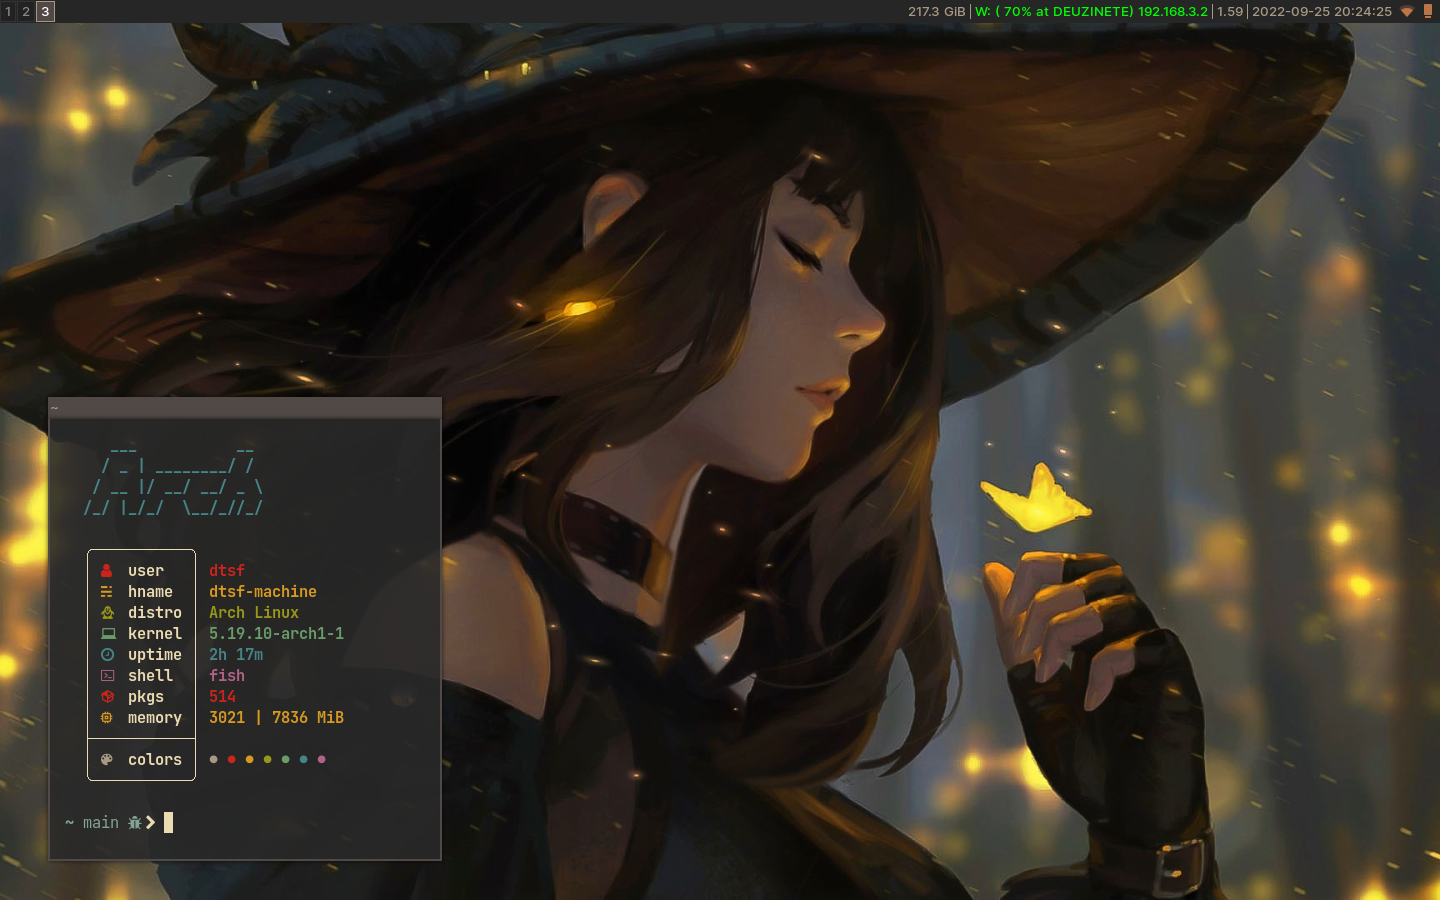 1 2 3
217.3 GiB | W: ( 70% at DEUZINETE) 192.168.3.2 | 1.59 | 2022-09-25 20:24:25
~
Arch
user dtsf
hname dtsf-machine
distro Arch Linux
kernel 5.19.10-arch1-1
uptime 2h 17m
shell fish
pkgs 514
memory 3021 | 7836 MiB
colors
~ main